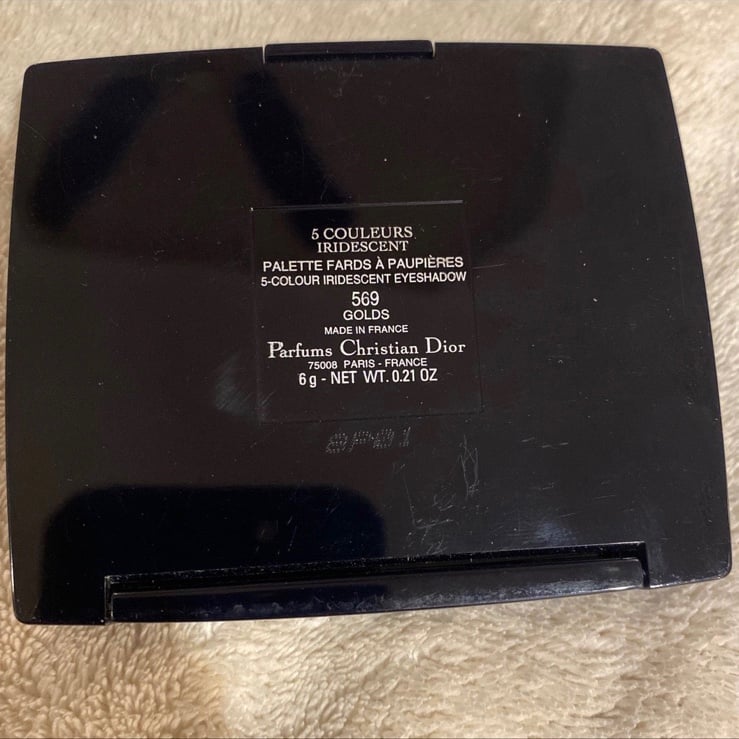 5 COULEURS
IRIDESCENT
PALETTE FARDS À PAUPIÈRES
5-COLOUR IRIDESCENT EYESHADOW
569
GOLDS
MADE IN FRANCE
Parfums Christian Dior
75008 PARIS - FRANCE
6 g - NET WT. 0.21 OZ